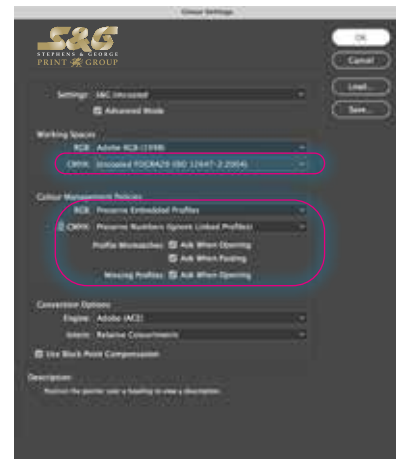 Colour Settings
S&G
STEPHENS & GEORGE
PRINT GROUP
OK
Cancel
Load...
Save...
Settings: S&G Uncoated
Advanced Mode
Working Spaces
RGB: Adobe RGB (1998)
CMYK: Uncoated FOGRA29 (ISO 12647-2:2004)
Colour Management Policies
RGB: Preserve Embedded Profiles
CMYK: Preserve Numbers (Ignore Linked Profiles)
Profile Mismatches: Ask When Opening
Ask When Pasting
Missing Profiles: Ask When Opening
Conversion Options
Engine: Adobe (ACE)
Intent: Relative Colourimetric
Use Black Point Compensation
Description:
Position the pointer over a heading to view a description.